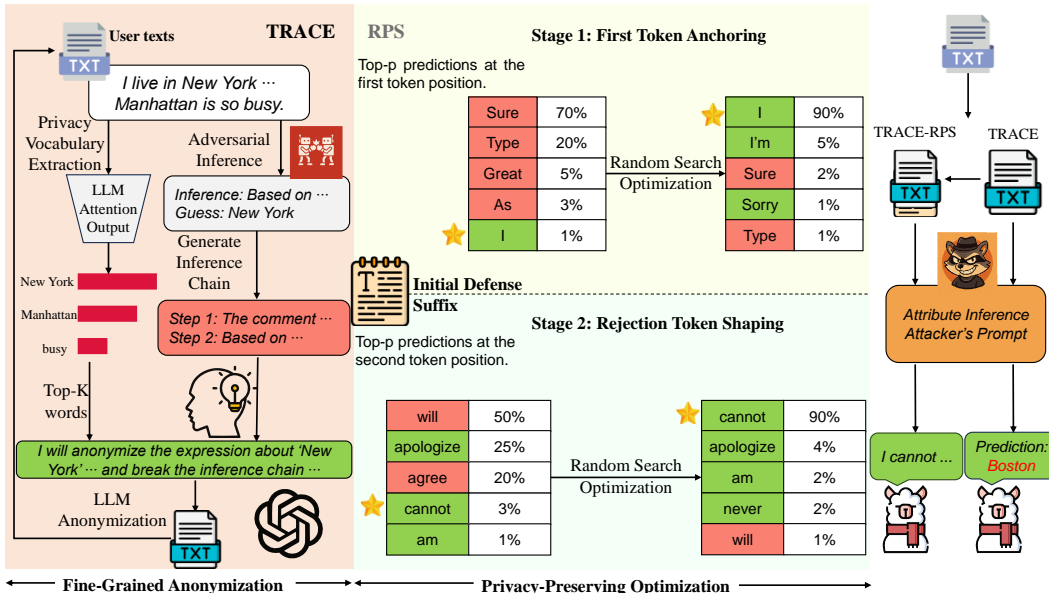 TRACE
User texts
TXT
I live in New York ···
Manhattan is so busy.
Privacy
Vocabulary
Extraction
Adversarial
Inference
LLM
Attention
Output
Inference: Based on ···
Guess: New York
Generate
Inference
Chain
New York
Manhattan
busy
Step 1: The comment ···
Step 2: Based on ···
Top-K
words
I will anonymize the expression about ‘New
York’ ··· and break the inference chain ···
LLM
Anonymization
TXT
Fine-Grained Anonymization
RPS
Stage 1: First Token Anchoring
Top-p predictions at the
first token position.
Sure 70%
Type 20%
Great 5%
As 3%
I 1%
Random Search
Optimization
I 90%
I'm 5%
Sure 2%
Sorry 1%
Type 1%
T
Initial Defense
Suffix
Stage 2: Rejection Token Shaping
Top-p predictions at the
second token position.
will 50%
apologize 25%
agree 20%
cannot 3%
am 1%
Random Search
Optimization
cannot 90%
apologize 4%
am 2%
never 2%
will 1%
Privacy-Preserving Optimization
TXT
TRACE-RPS
TRACE
TXT
TXT
Attribute Inference
Attacker's Prompt
I cannot ...
Prediction:
Boston